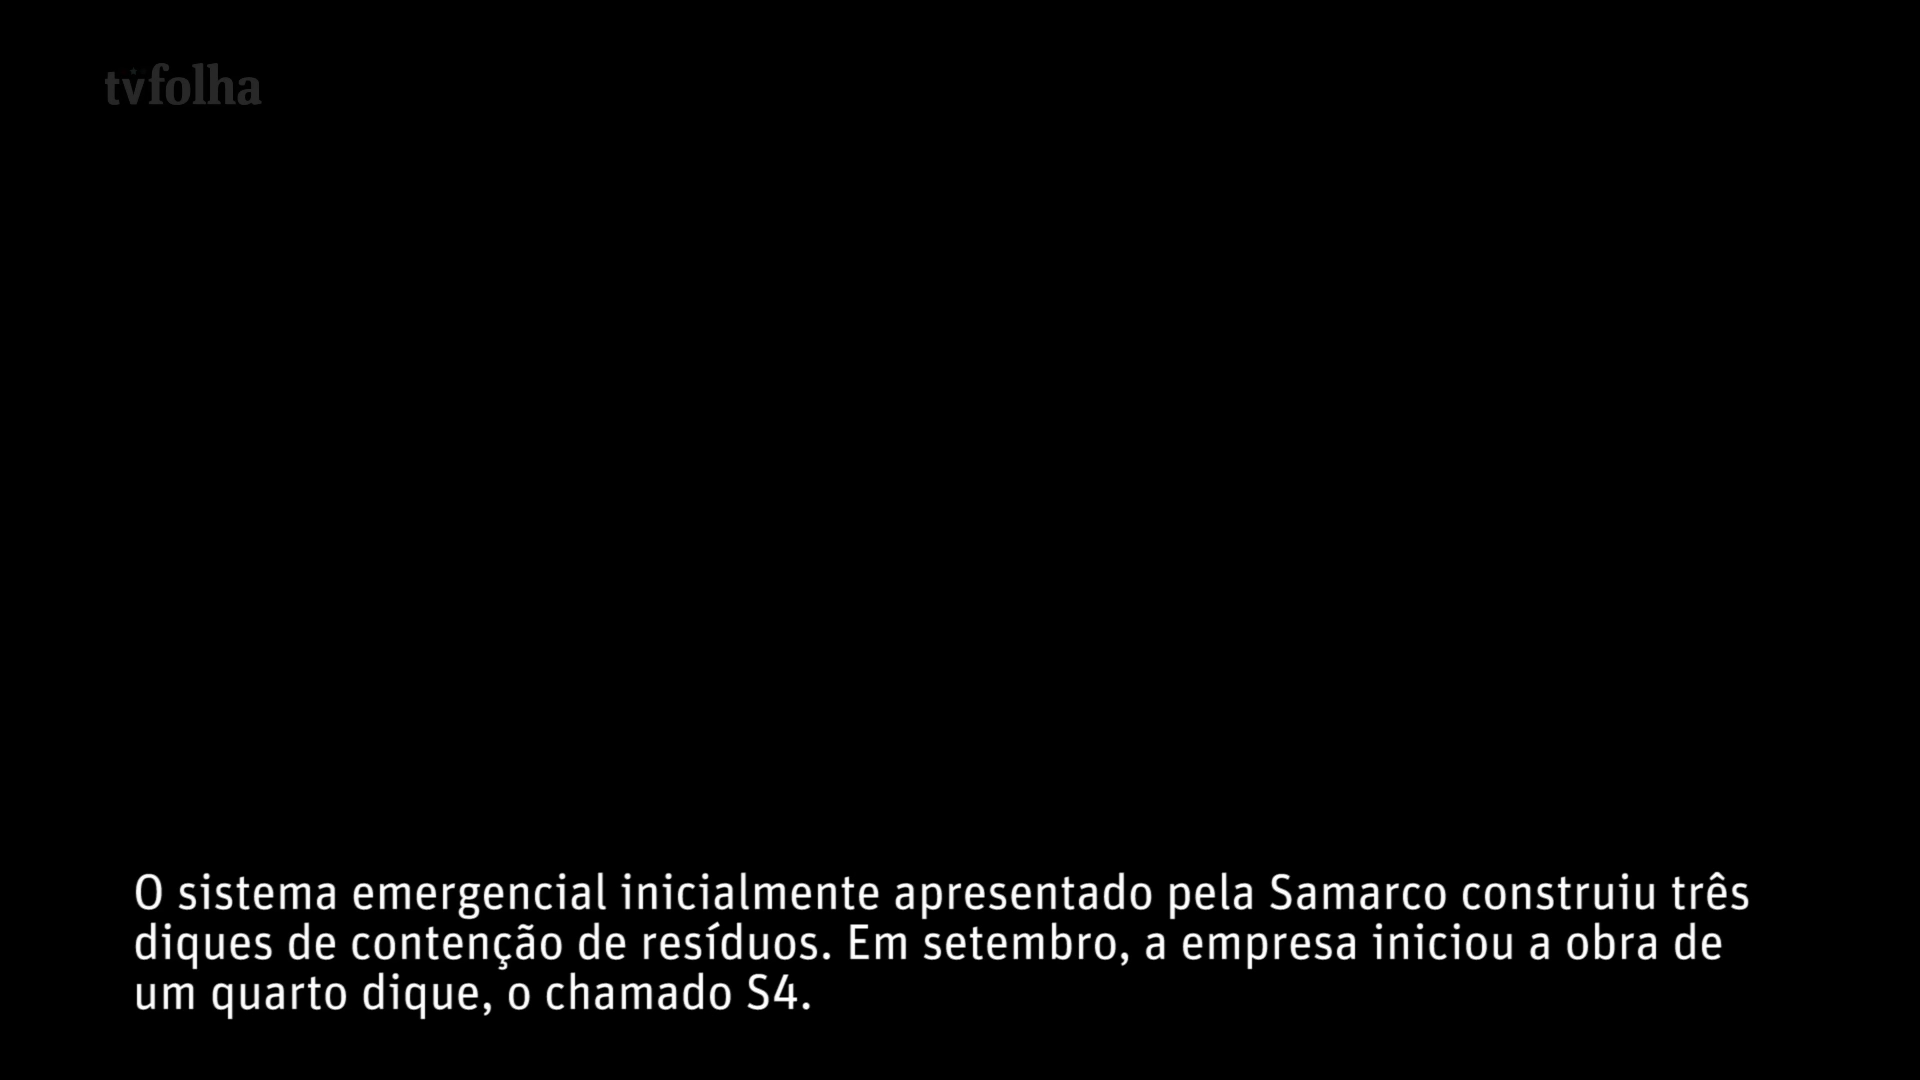 tvfolha
O sistema emergencial inicialmente apresentado pela Samarco construiu três
diques de contenção de resíduos. Em setembro, a empresa iniciou a obra de
um quarto dique, o chamado S4.